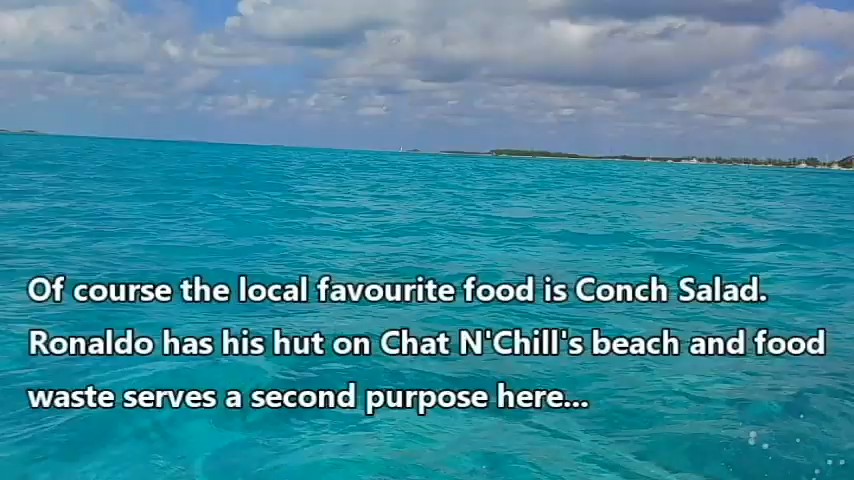 Of course the local favourite food is Conch Salad.
Ronaldo has his hut on Chat N'Chill's beach and food
waste serves a second purpose here...